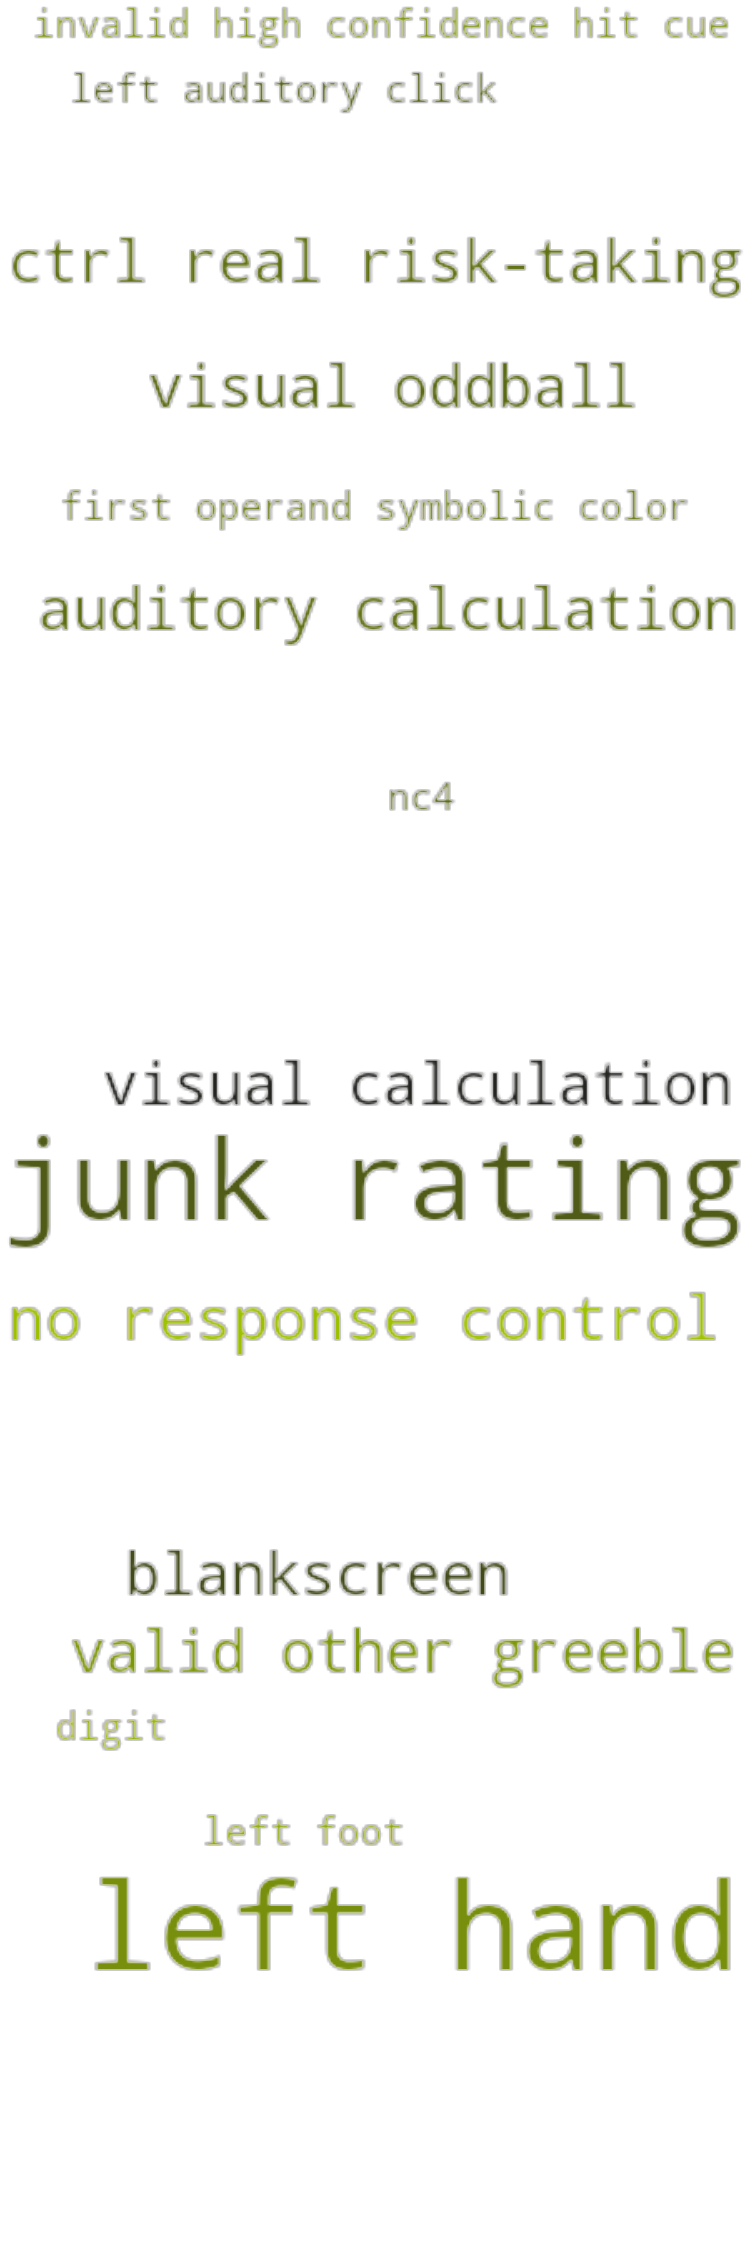 invalid high confidence hit cue
left auditory click
ctrl real risk-taking
visual oddball
first operand symbolic color
auditory calculation
nc4
visual calculation
junk rating
no response control
blankscreen
valid other greeble
digit
left foot
left hand